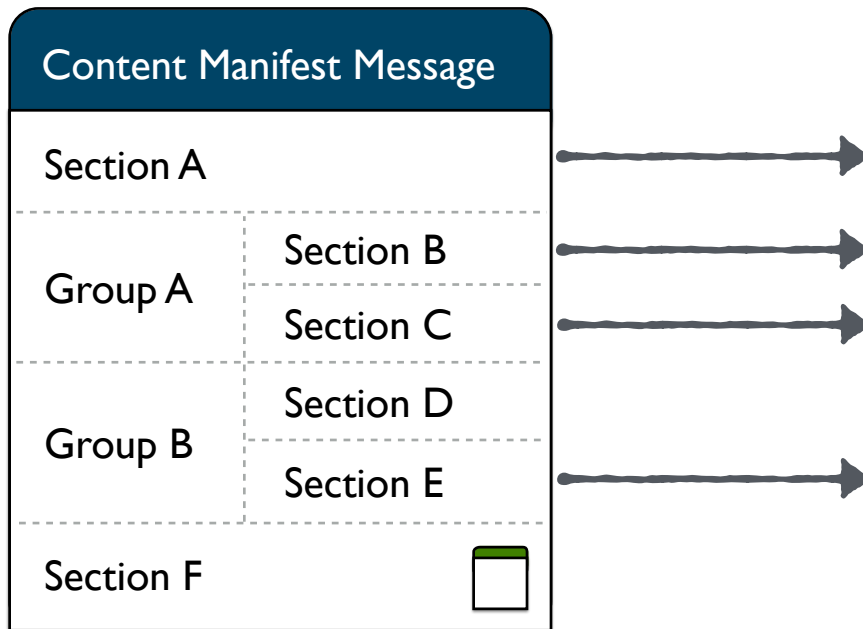 Content Manifest Message
Section A
Group A
Section B
Section C
Group B
Section D
Section E
Section F